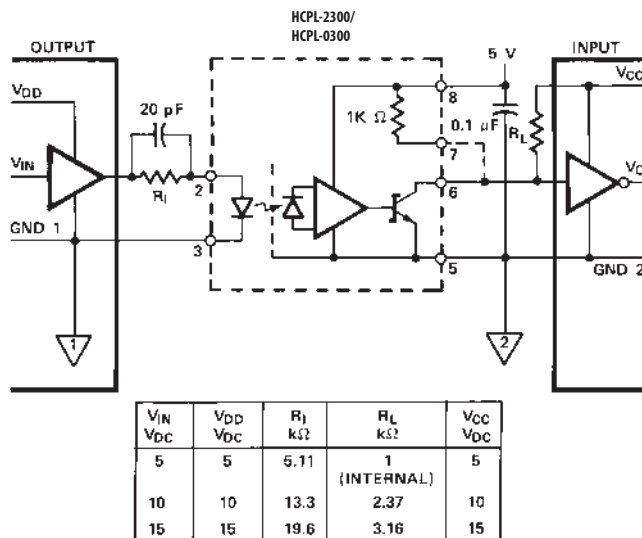 HCPL-2300/
HCPL-0300
OUTPUT
5 V
INPUT
VDD
VCC
20 pF
8
1K Ω
0.1 µF
RL
7
VIN
2
6
RI
GND 1
3
5
GND 2
1
2
VIN
VDC
VDD
VDC
RI
kΩ
RL
kΩ
VCC
VDC
5 5 5.11 1 5
(INTERNAL)
10 10 13.3 2.37 10
15 15 19.6 3.16 15